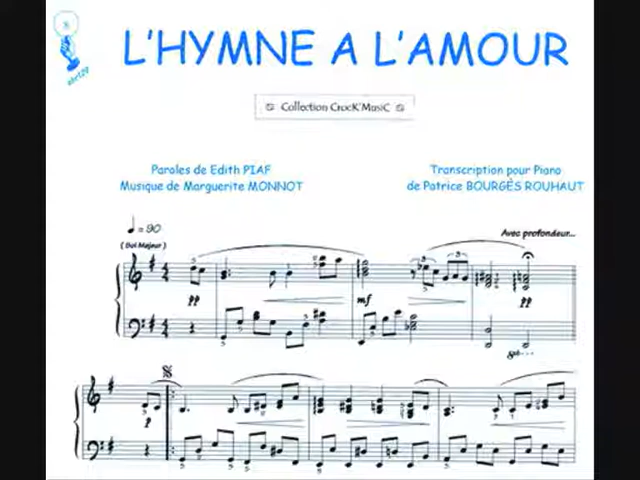 L'HYMNE A L'AMOUR
Collection CrocK'MusiC
Paroles de Edith PIAF
Musique de Marguerite MONNOT
Transcription pour Piano
de Patrice BOURGÈS ROUHAUT
= 90
Avec profondeur...
( Sol Majeur )
pp
mf
pp
8va
p